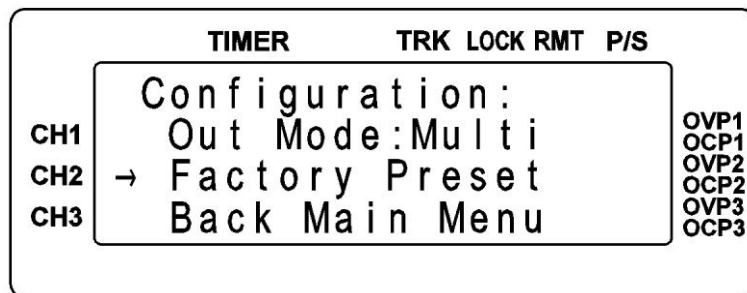 TIMER TRK LOCK RMT P/S
Configuration:
CH1 Out Mode:Multi OVP1
OCP1
CH2 → Factory Preset OVP2
OCP2
CH3 Back Main Menu OVP3
OCP3